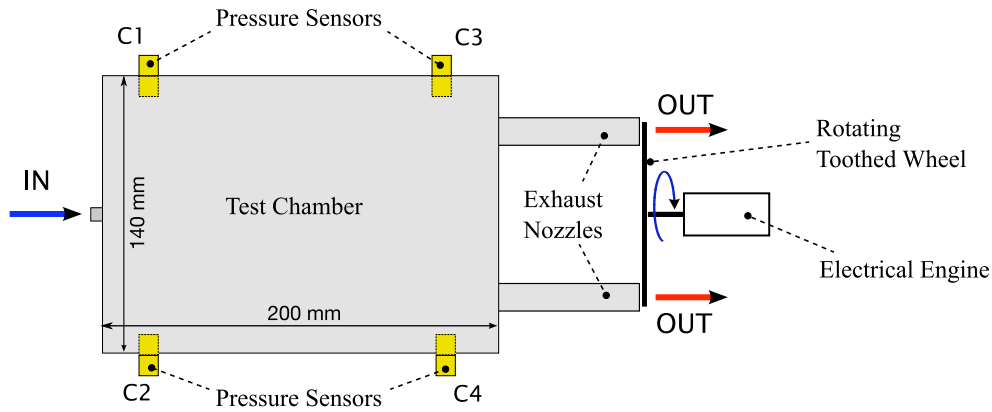 Pressure Sensors
C1
C3
OUT
Rotating
Toothed Wheel
IN
140 mm
Test Chamber
Exhaust
Nozzles
Electrical Engine
200 mm
OUT
C2
Pressure Sensors
C4